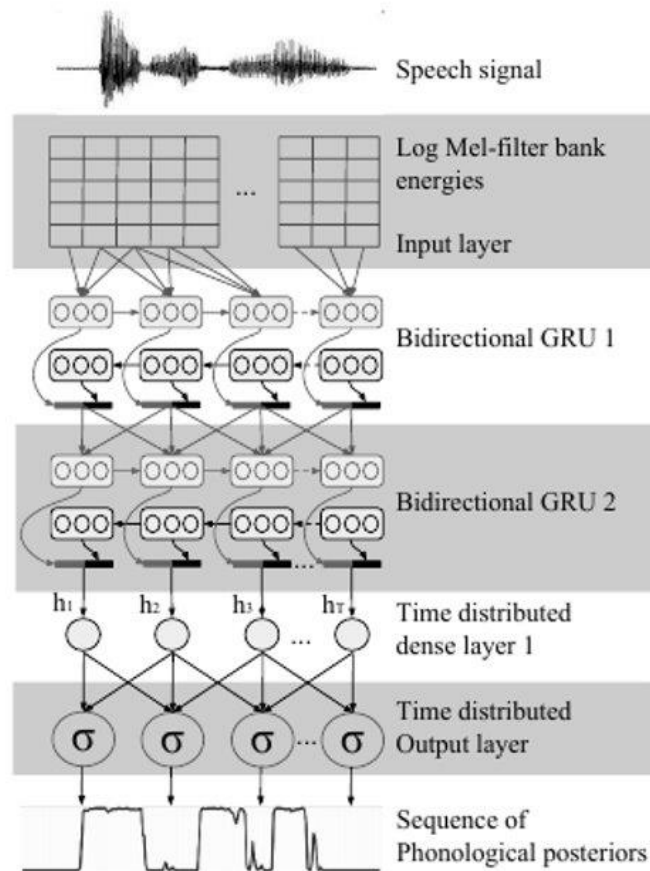 Speech signal
Log Mel-filter bank
energies
...
Input layer
Bidirectional GRU 1
Bidirectional GRU 2
...
h₁ h₂ h₃ h_T
Time distributed
dense layer 1
...
Time distributed
Output layer
σ σ σ ... σ
Sequence of
Phonological posteriors